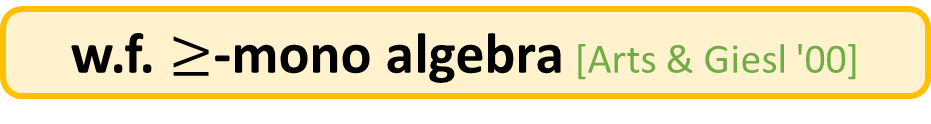 w.f. ≥-mono algebra [Arts & Giesl '00]